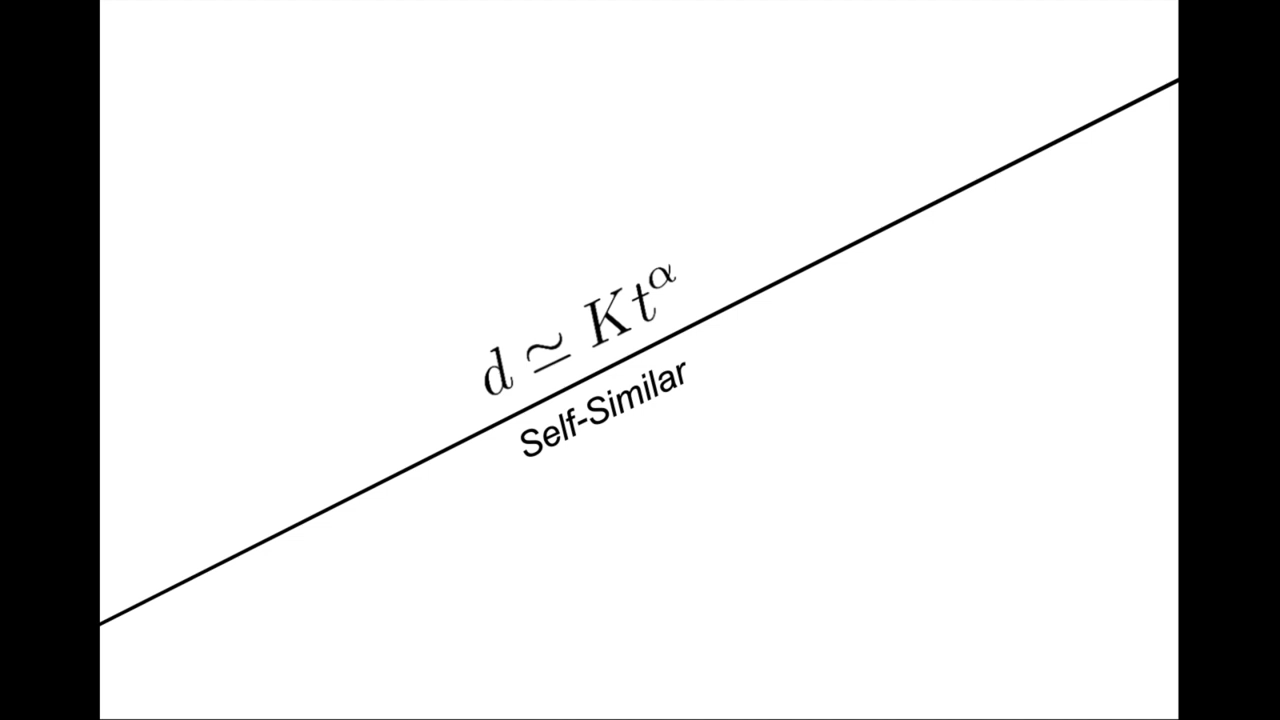 d ≃ Kt^α
Self-Similar